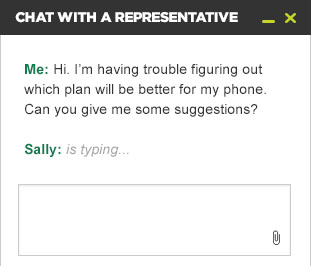 CHAT WITH A REPRESENTATIVE
Me: Hi. I'm having trouble figuring out
which plan will be better for my phone.
Can you give me some suggestions?
Sally: is typing...